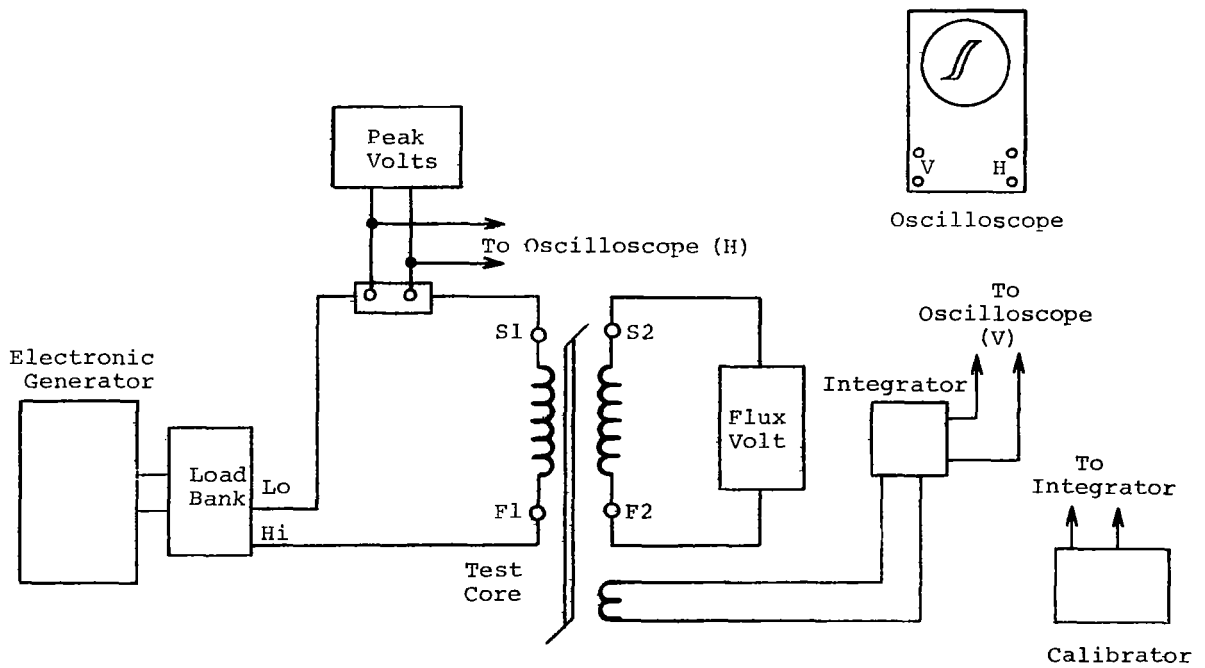 Peak
Volts
V
H
Oscilloscope
To Oscilloscope (H)
To
Oscilloscope
(V)
S1
S2
Electronic
Generator
Integrator
Flux
Volt
Load
Bank
Lo
Hi
F1
F2
To
Integrator
Test
Core
Calibrator